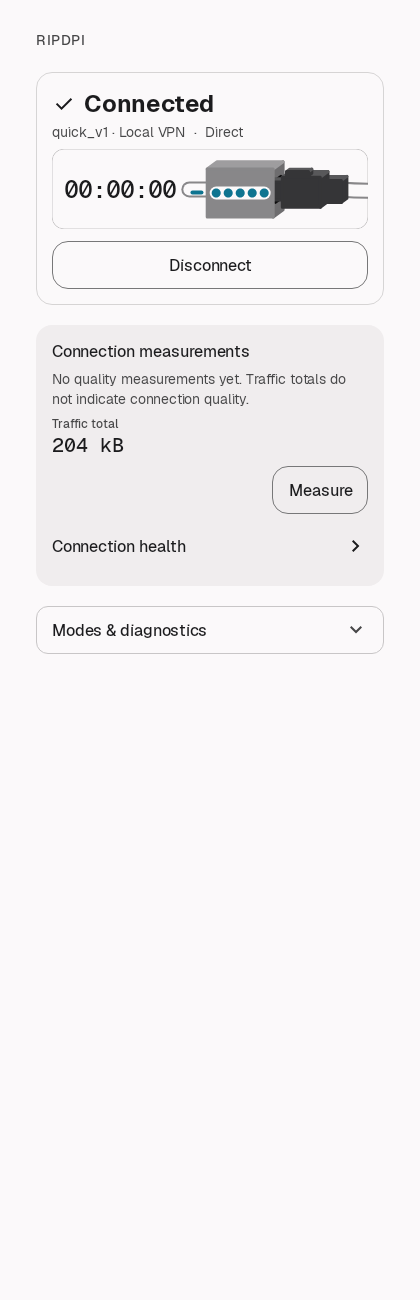 RIPDPI
Connected
quick_v1 · Local VPN · Direct
00:00:00
Disconnect
Connection measurements
No quality measurements yet. Traffic totals do
not indicate connection quality.
Traffic total
204 kB
Measure
Connection health
Modes & diagnostics